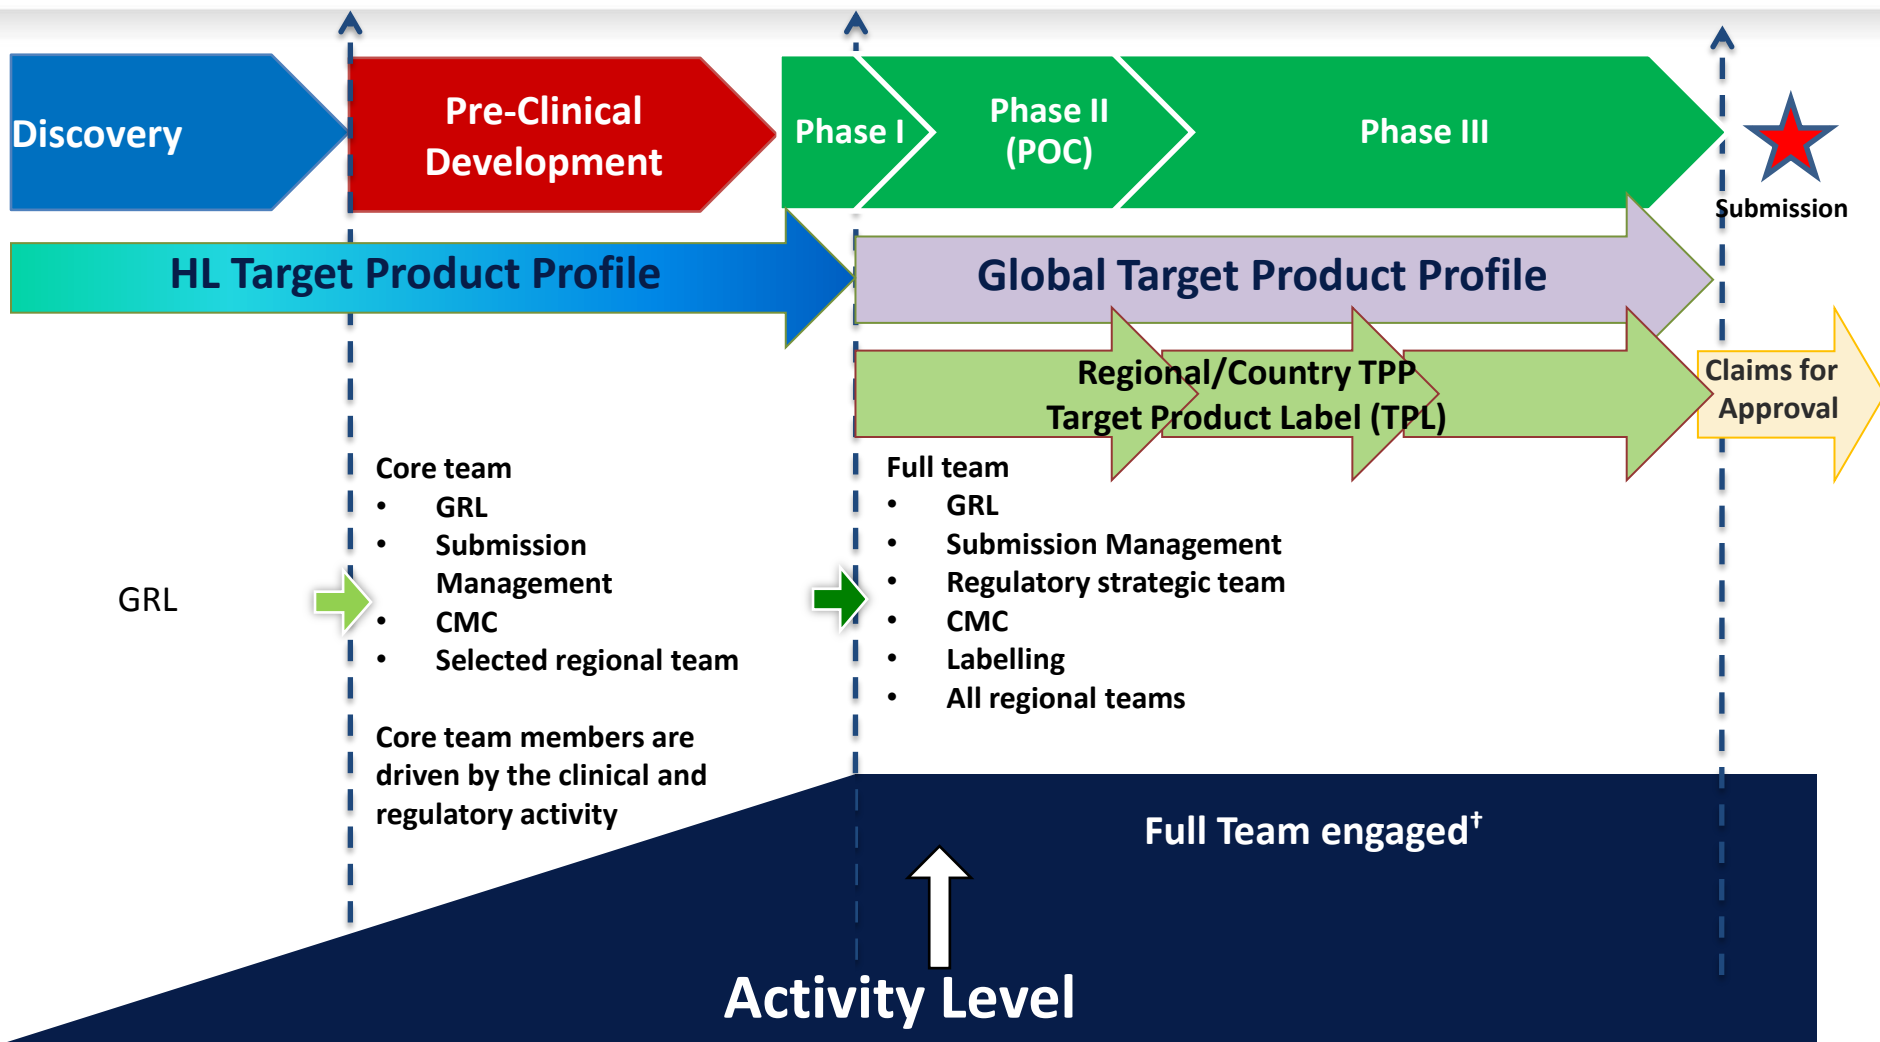 Discovery
Pre-Clinical
Development
Phase I
Phase II
(POC)
Phase III
Submission
HL Target Product Profile
Global Target Product Profile
Regional/Country TPP
Target Product Label (TPL)
Claims for
Approval
GRL
Core team
• GRL
• Submission
Management
• CMC
• Selected regional team
Core team members are
driven by the clinical and
regulatory activity
Full team
• GRL
• Submission Management
• Regulatory strategic team
• CMC
• Labelling
• All regional teams
Full Team engaged†
Activity Level